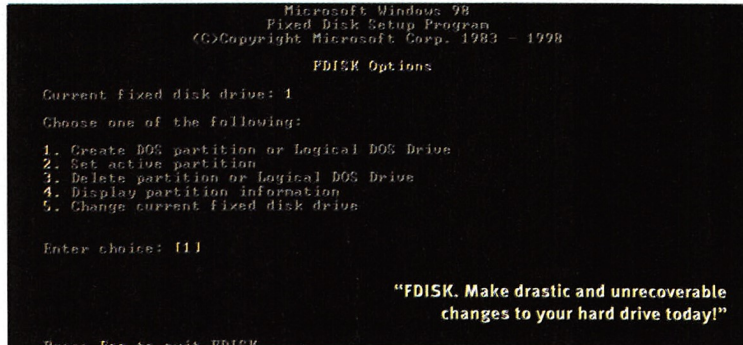 Microsoft Windows 98
Fixed Disk Setup Program
(C)Copyright Microsoft Corp. 1983 - 1998
FDISK Options
Current fixed disk drive: 1
Choose one of the following:
1. Create DOS partition or Logical DOS Drive
2. Set active partition
3. Delete partition or Logical DOS Drive
4. Display partition information
5. Change current fixed disk drive
Enter choice: [1]
“FDISK. Make drastic and unrecoverable
changes to your hard drive today!”
Press Esc to quit FDISK